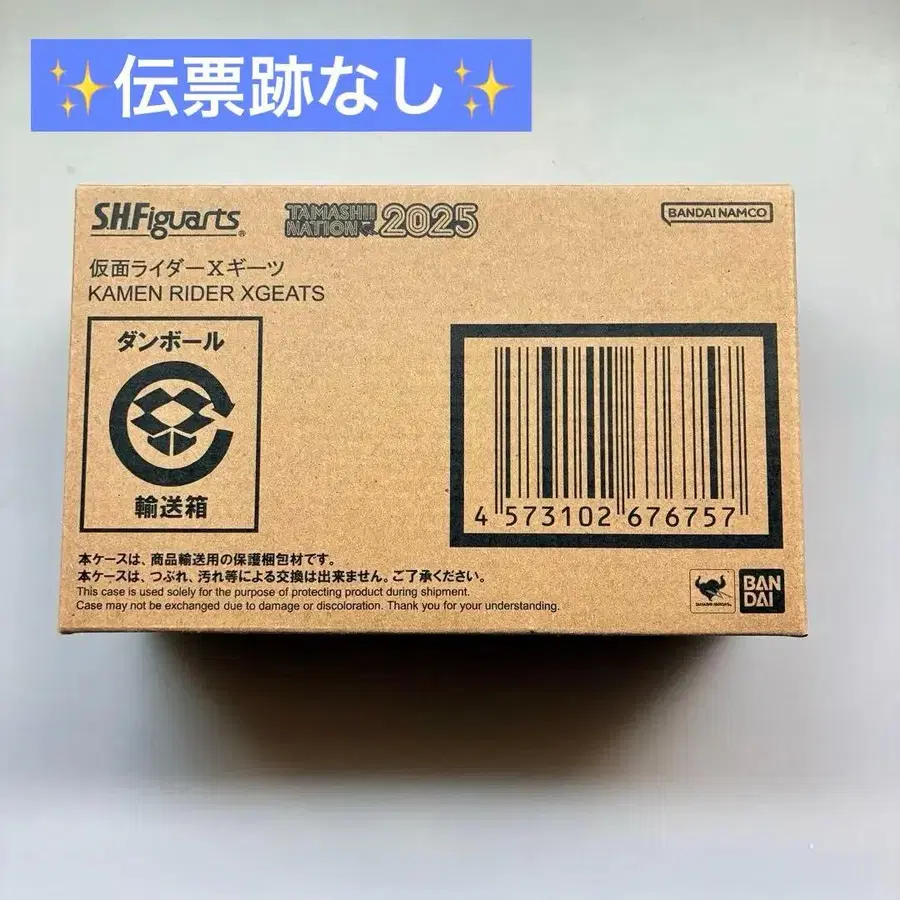 ✨伝票跡なし✨
S.H.Figuarts
TAMASHII NATION 2025
BANDAI NAMCO
仮面ライダーXギーツ
KAMEN RIDER XGEATS
ダンボール
輸送箱
4 573102 676757
本ケースは、商品輸送用の保護梱包材です。
本ケースは、つぶれ、汚れ等による交換は出来ません。ご了承ください。
This case is used solely for the purpose of protecting product during shipment.
Case may not be exchanged due to damage or discoloration. Thank you for your understanding.
BAN
DAI